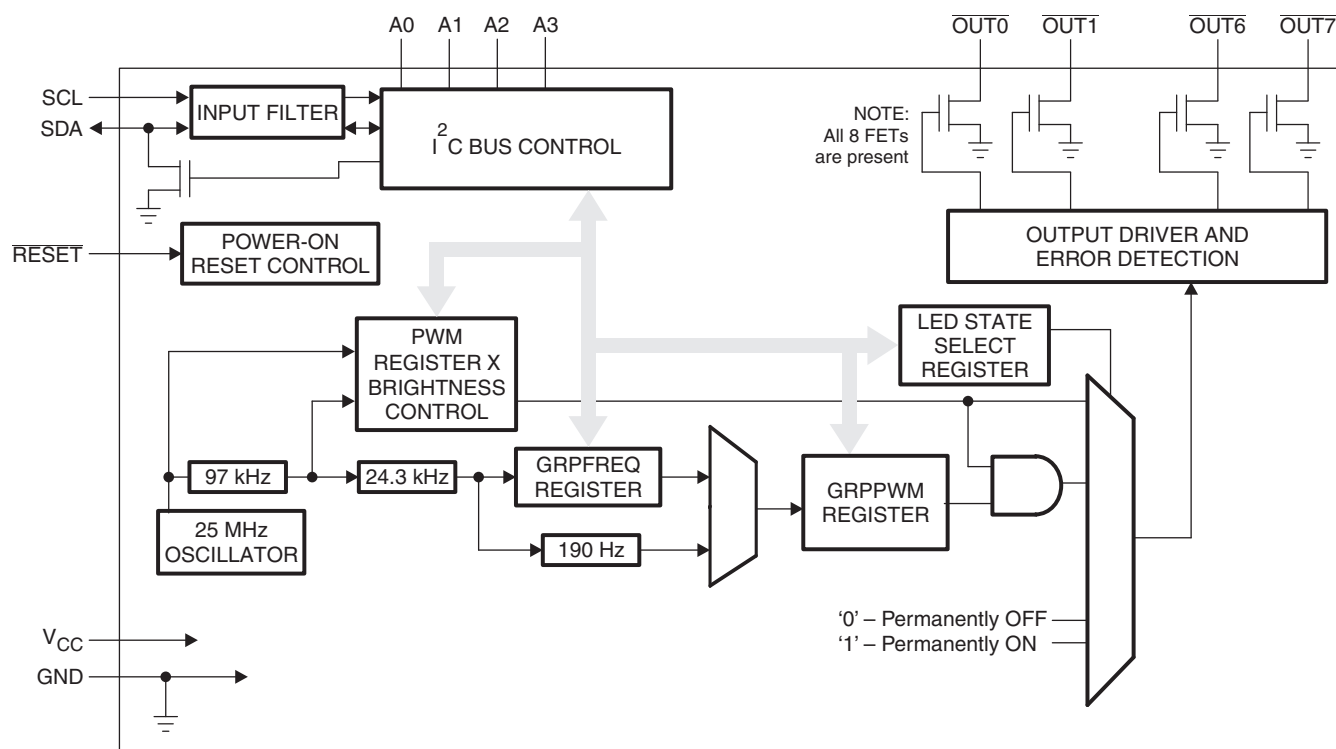 A0 A1 A2 A3
OUT0 OUT1 OUT6 OUT7
SCL
SDA
INPUT FILTER
I2C BUS CONTROL
NOTE:
All 8 FETs
are present
RESET
POWER-ON
RESET CONTROL
OUTPUT DRIVER AND
ERROR DETECTION
PWM
REGISTER X
BRIGHTNESS
CONTROL
LED STATE
SELECT
REGISTER
97 kHz
24.3 kHz
GRPFREQ
REGISTER
GRPPWM
REGISTER
25 MHz
OSCILLATOR
190 Hz
'0' – Permanently OFF
'1' – Permanently ON
VCC
GND